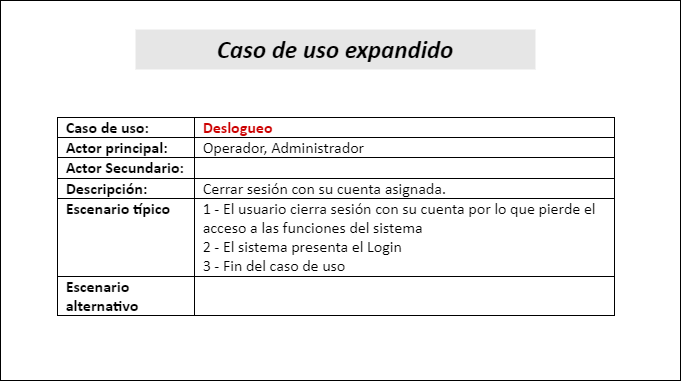 Caso de uso expandido
Caso de uso: Deslogueo
Actor principal: Operador, Administrador
Actor Secundario:
Descripción: Cerrar sesión con su cuenta asignada.
Escenario típico 1 - El usuario cierra sesión con su cuenta por lo que pierde el
acceso a las funciones del sistema
2 - El sistema presenta el Login
3 - Fin del caso de uso
Escenario
alternativo